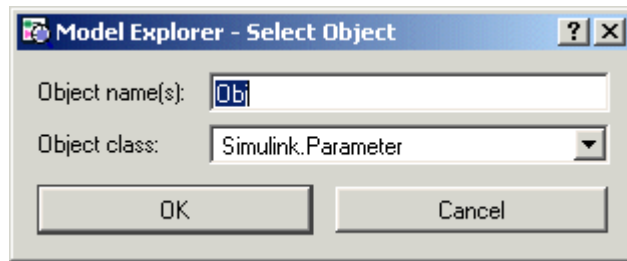 Model Explorer - Select Object
Object name(s): Obj
Object class: Simulink.Parameter
OK Cancel